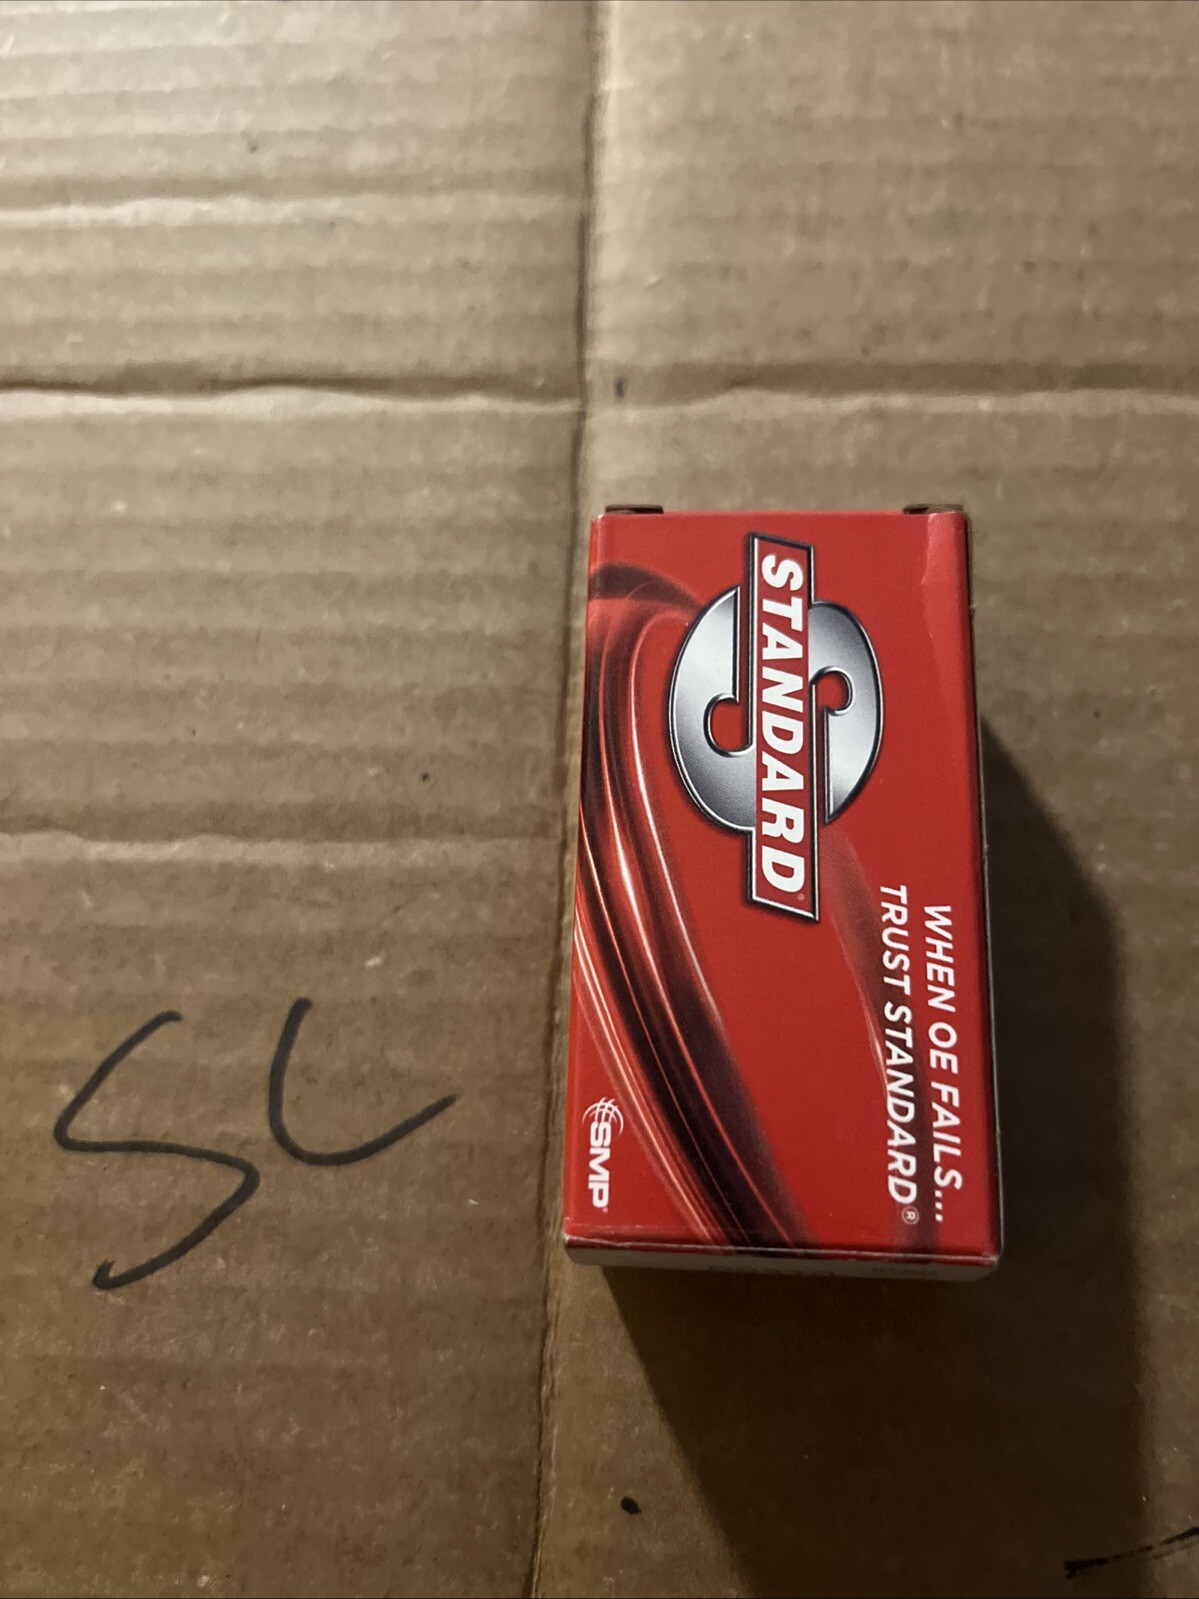 STANDARD
WHEN OE FAILS...
TRUST STANDARD®
SMP
SL